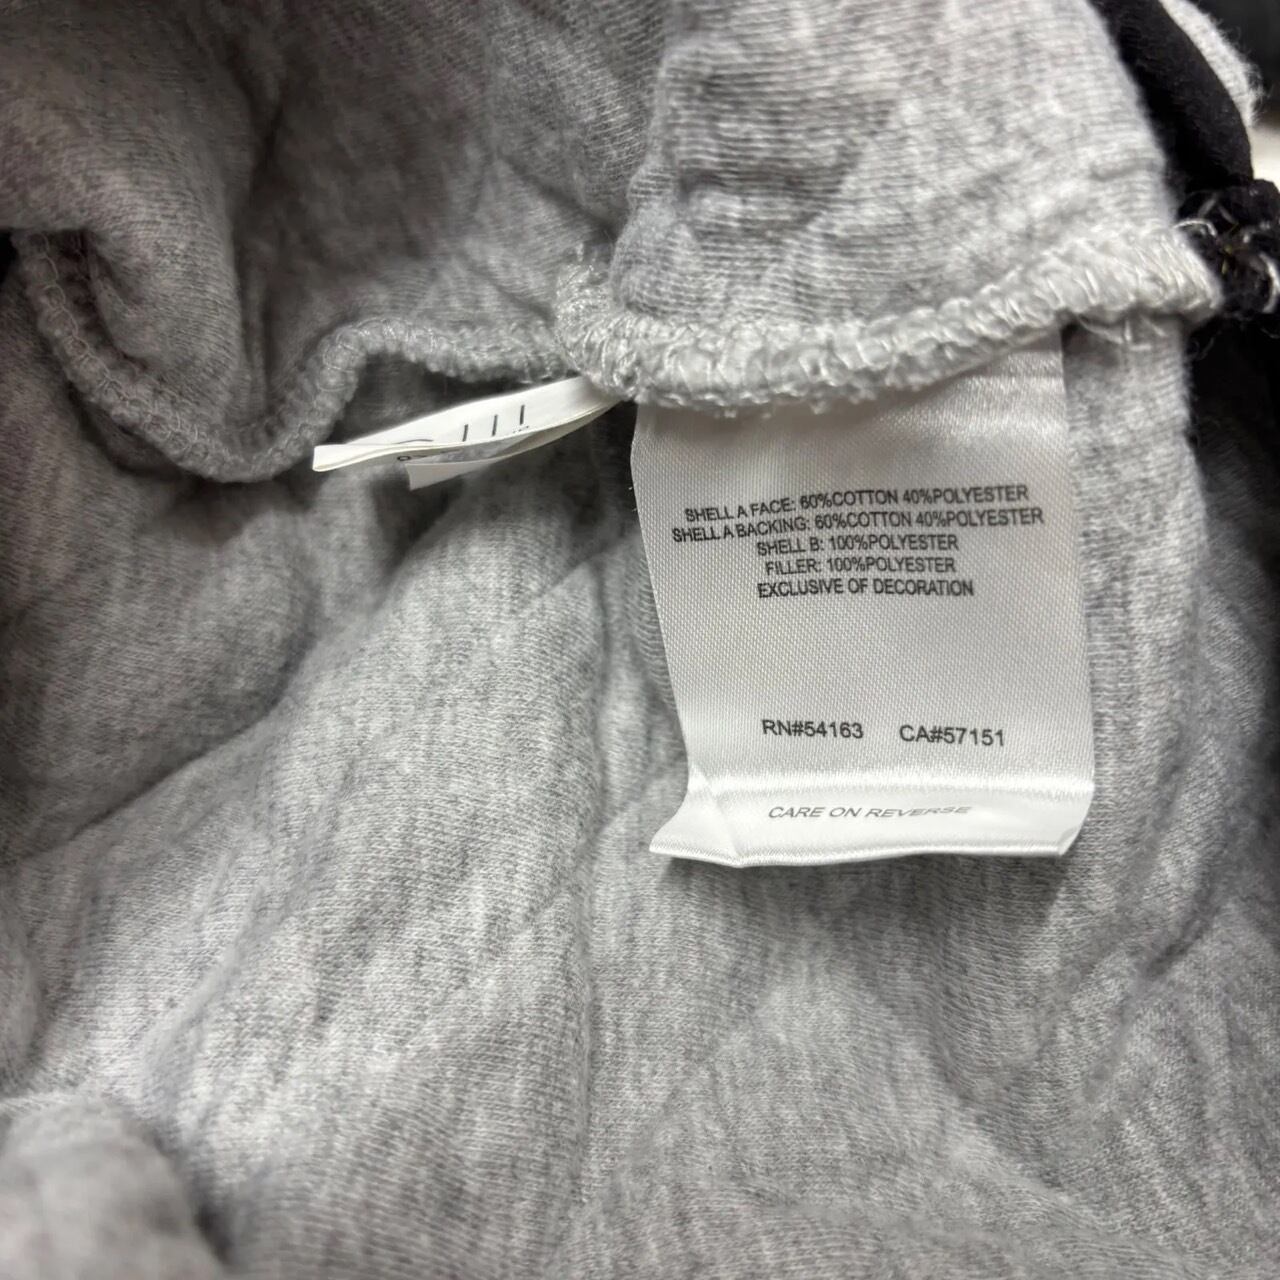 SHELL A FACE: 60%COTTON 40%POLYESTER
SHELL A BACKING: 60%COTTON 40%POLYESTER
SHELL B: 100%POLYESTER
FILLER: 100%POLYESTER
EXCLUSIVE OF DECORATION
RN#54163 CA#57151
CARE ON REVERSE